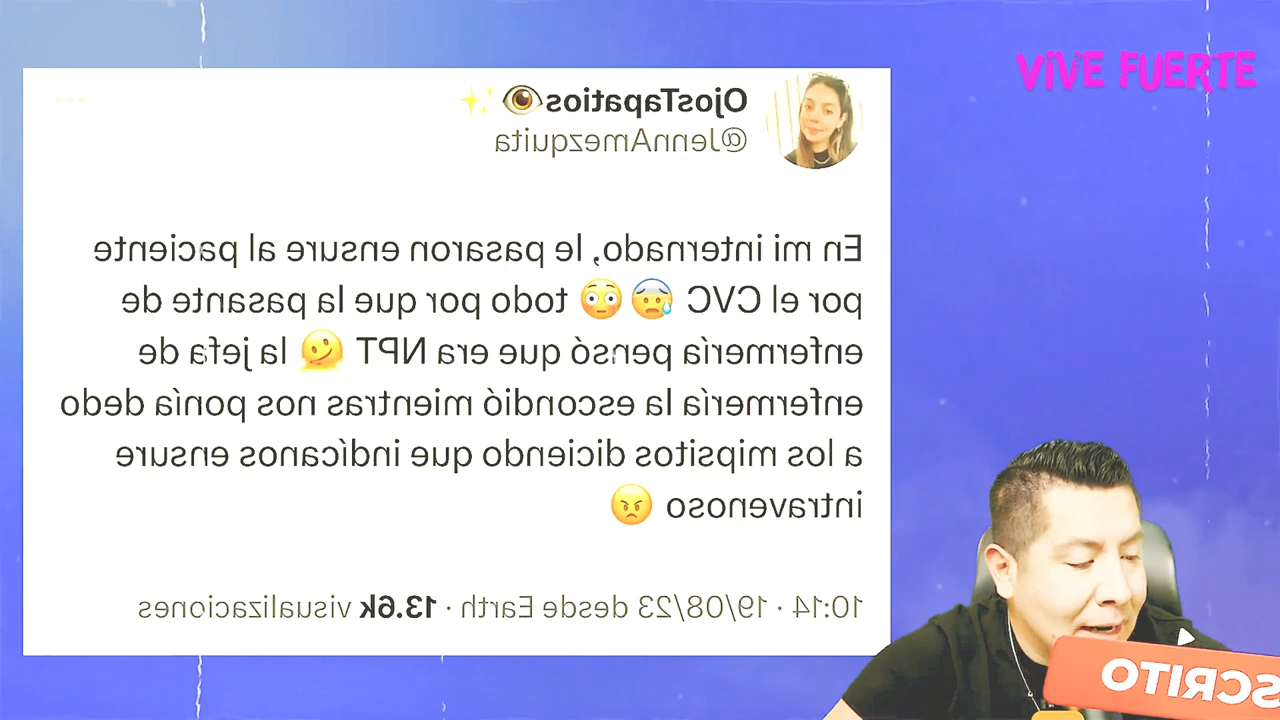 VIVE FUERTE
OjosTapatios👁✨
@JennAmezquita
En mi internado, le pasaron ensure al paciente
por el CVC 😰😳 todo por que la pasante de
enfermería pensó que era NPT 🫠 la jefa de
enfermería la escondió mientras nos ponía dedo
a los mipsitos diciendo que indícanos ensure
intravenoso 😠
10:14 · 19/08/23 desde Earth · 13.6k visualizaciones
SCRITO